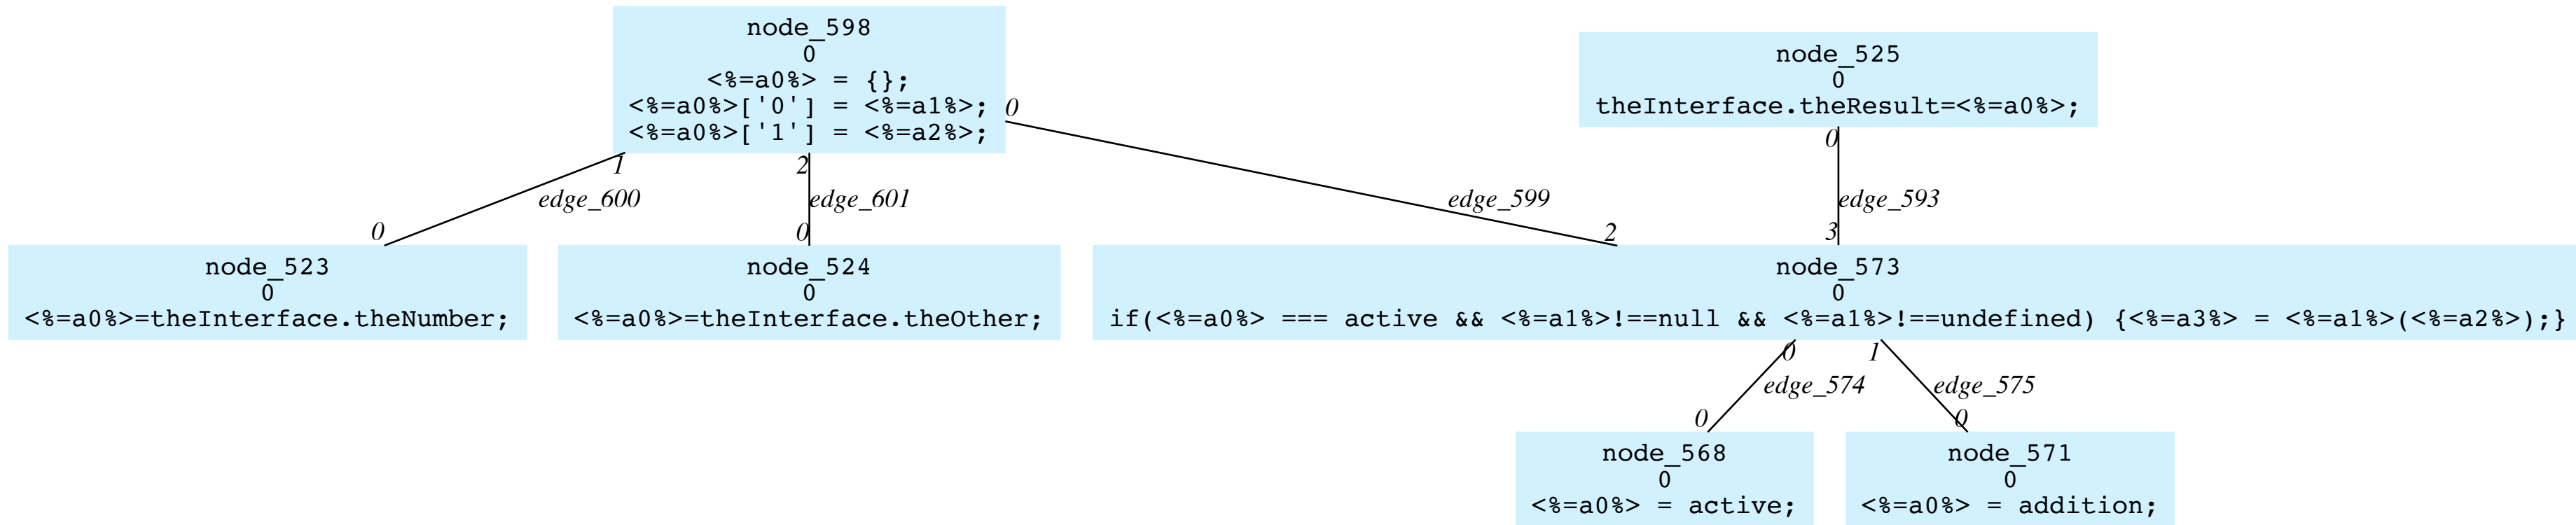 node_598
0
<%=a0%> = {};
<%=a0%>['0'] = <%=a1%>;
<%=a0%>['1'] = <%=a2%>;
0
node_525
0
theInterface.theResult=<%=a0%>;
1
2
0
edge_600
edge_601
edge_599
edge_593
0
0
2
3
node_523
0
<%=a0%>=theInterface.theNumber;
node_524
0
<%=a0%>=theInterface.theOther;
node_573
0
if(<%=a0%> === active && <%=a1%>!==null && <%=a1%>!==undefined) {<%=a3%> = <%=a1%>(<%=a2%>);}
0
1
edge_574
edge_575
0
0
node_568
0
<%=a0%> = active;
node_571
0
<%=a0%> = addition;